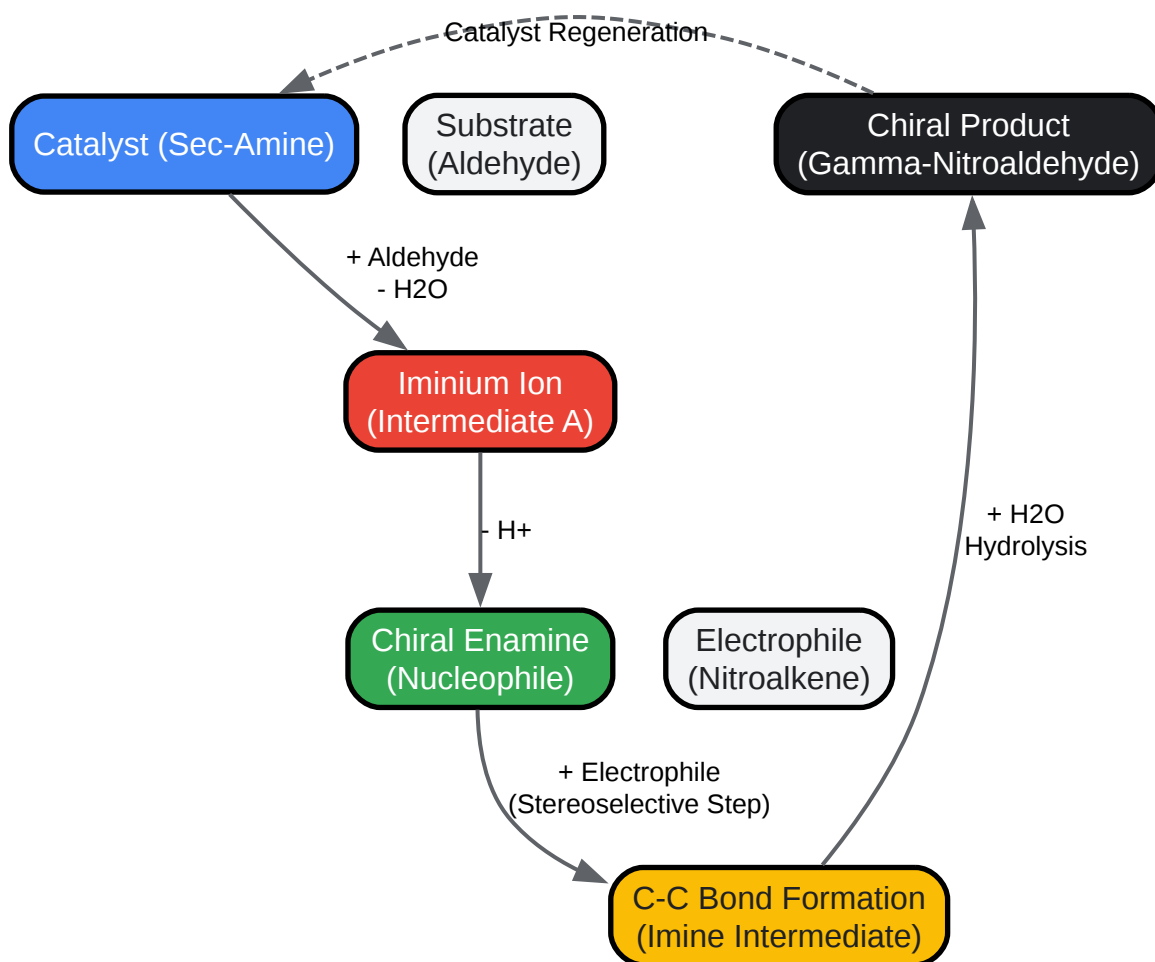 Catalyst Regeneration
Catalyst (Sec-Amine)
Substrate
(Aldehyde)
Chiral Product
(Gamma-Nitroaldehyde)
+ Aldehyde
- H2O
Iminium Ion
(Intermediate A)
- H+
+ H2O
Hydrolysis
Chiral Enamine
(Nucleophile)
Electrophile
(Nitroalkene)
+ Electrophile
(Stereoselective Step)
C-C Bond Formation
(Imine Intermediate)